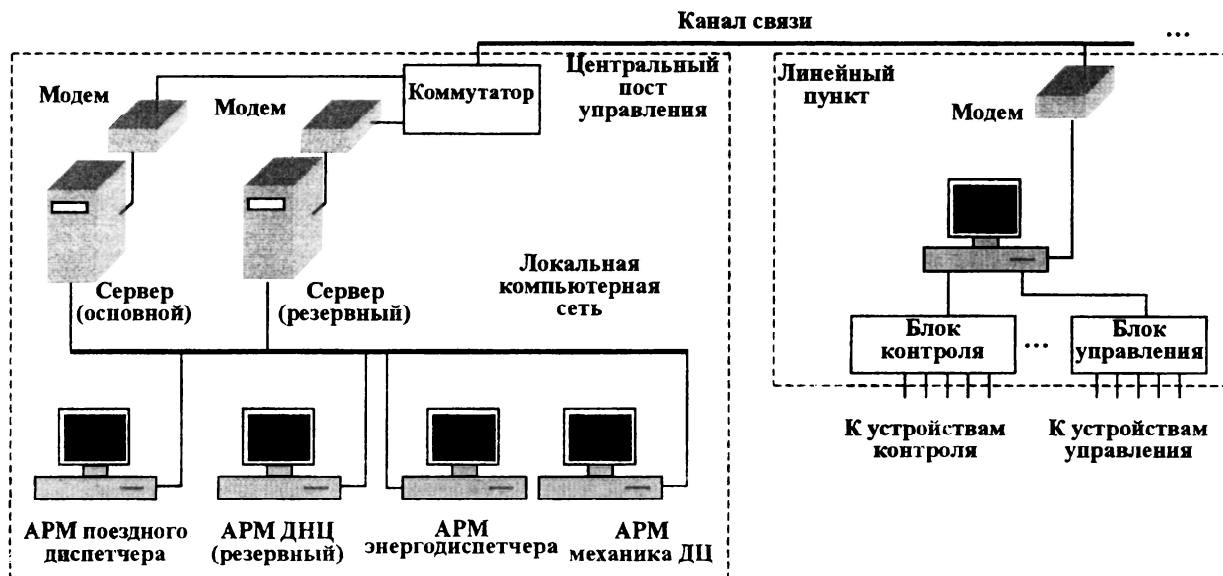 Канал связи
...
Центральный
пост
управления
Линейный
пункт
Модем
Модем
Коммутатор
Модем
Сервер
(основной)
Сервер
(резервный)
Локальная
компьютерная
сеть
Блок
контроля
...
Блок
управления
К устройствам
контроля
К устройствам
управления
АРМ поездного
диспетчера
АРМ ДНЦ
(резервный)
АРМ
энергодиспетчера
АРМ
механика ДЦ